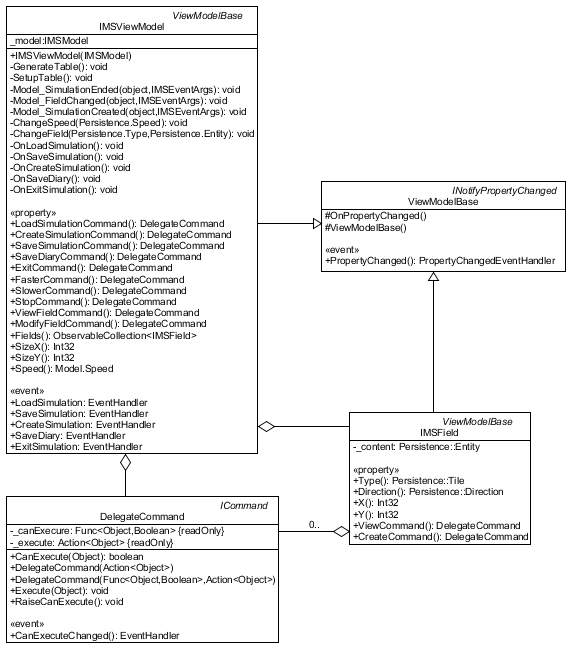 ViewModelBase
IMSViewModel
_model:IMSModel
+IMSViewModel(IMSModel)
-GenerateTable(): void
-SetupTable(): void
-Model_SimulationEnded(object,IMSEventArgs): void
-Model_FieldChanged(object,IMSEventArgs): void
-Model_SimulationCreated(object,IMSEventArgs): void
-ChangeSpeed(Persistence.Speed): void
-ChangeField(Persistence.Type,Persistence.Entity): void
-OnLoadSimulation(): void
-OnSaveSimulation(): void
-OnCreateSimulation(): void
-OnSaveDiary(): void
-OnExitSimulation(): void
«property»
+LoadSimulationCommand(): DelegateCommand
+CreateSimulationCommand(): DelegateCommand
+SaveSimulationCommand(): DelegateCommand
+SaveDiaryCommand(): DelegateCommand
+ExitCommand(): DelegateCommand
+FasterCommand(): DelegateCommand
+SlowerCommand(): DelegateCommand
+StopCommand(): DelegateCommand
+ViewFieldCommand(): DelegateCommand
+ModifyFieldCommand(): DelegateCommand
+Fields(): ObservableCollection<IMSField>
+SizeX(): Int32
+SizeY(): Int32
+Speed(): Model.Speed
«event»
+LoadSimulation: EventHandler
+SaveSimulation: EventHandler
+CreateSimulation: EventHandler
+SaveDiary: EventHandler
+ExitSimulation: EventHandler
INotifyPropertyChanged
ViewModelBase
#OnPropertyChanged()
#ViewModelBase()
«event»
+PropertyChanged(): PropertyChangedEventHandler
ViewModelBase
IMSField
-_content: Persistence::Entity
«property»
+Type(): Persistence::Tile
+Direction(): Persistence::Direction
+X(): Int32
+Y(): Int32
+ViewCommand(): DelegateCommand
+CreateCommand(): DelegateCommand
0..
ICommand
DelegateCommand
-_canExecure: Func<Object,Boolean> {readOnly}
-_execute: Action<Object> {readOnly}
+CanExecute(Object): boolean
+DelegateCommand(Action<Object>)
+DelegateCommand(Func<Object,Boolean>,Action<Object>)
+Execute(Object): void
+RaiseCanExecute(): void
«event»
+CanExecuteChanged(): EventHandler